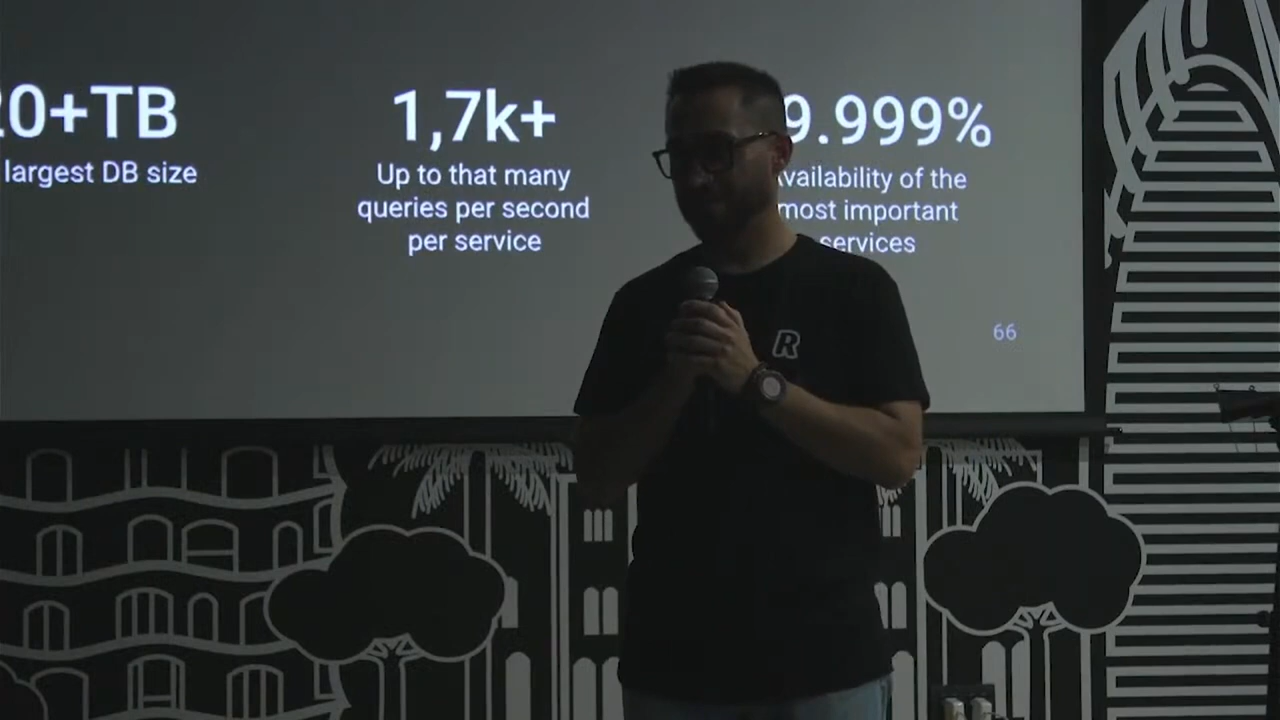 0+TB
largest DB size
1,7k+
Up to that many
queries per second
per service
9.999%
vailability of the
most important
services
66
R